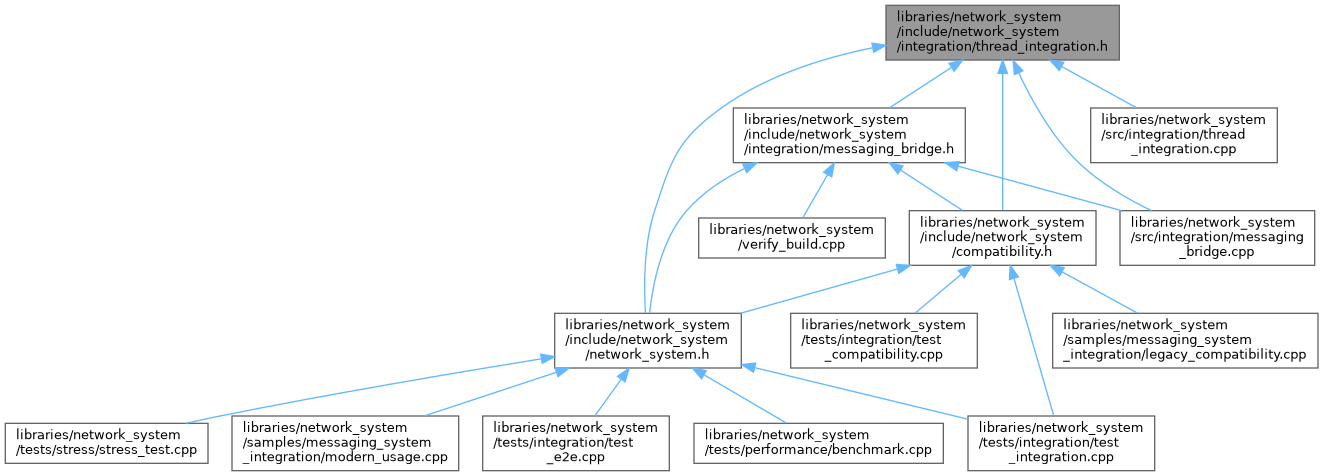 libraries/network_system
/include/network_system
/integration/thread_integration.h
libraries/network_system
/include/network_system
/integration/messaging_bridge.h
libraries/network_system
/src/integration/thread
_integration.cpp
libraries/network_system
/verify_build.cpp
libraries/network_system
/include/network_system
/compatibility.h
libraries/network_system
/src/integration/messaging
_bridge.cpp
libraries/network_system
/include/network_system
/network_system.h
libraries/network_system
/tests/integration/test
_compatibility.cpp
libraries/network_system
/samples/messaging_system
_integration/legacy_compatibility.cpp
libraries/network_system
/tests/stress/stress_test.cpp
libraries/network_system
/samples/messaging_system
_integration/modern_usage.cpp
libraries/network_system
/tests/integration/test
_e2e.cpp
libraries/network_system
/tests/performance/benchmark.cpp
libraries/network_system
/tests/integration/test
_integration.cpp